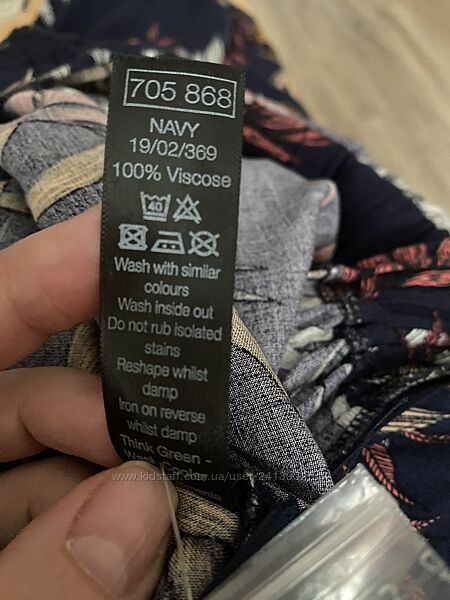 705 868
NAVY
19/02/369
100% Viscose
40
Wash with similar
colours
Wash inside out
Do not rub isolated
stains
Reshape whilst
damp
Iron on reverse
whilst damp
Think Green -